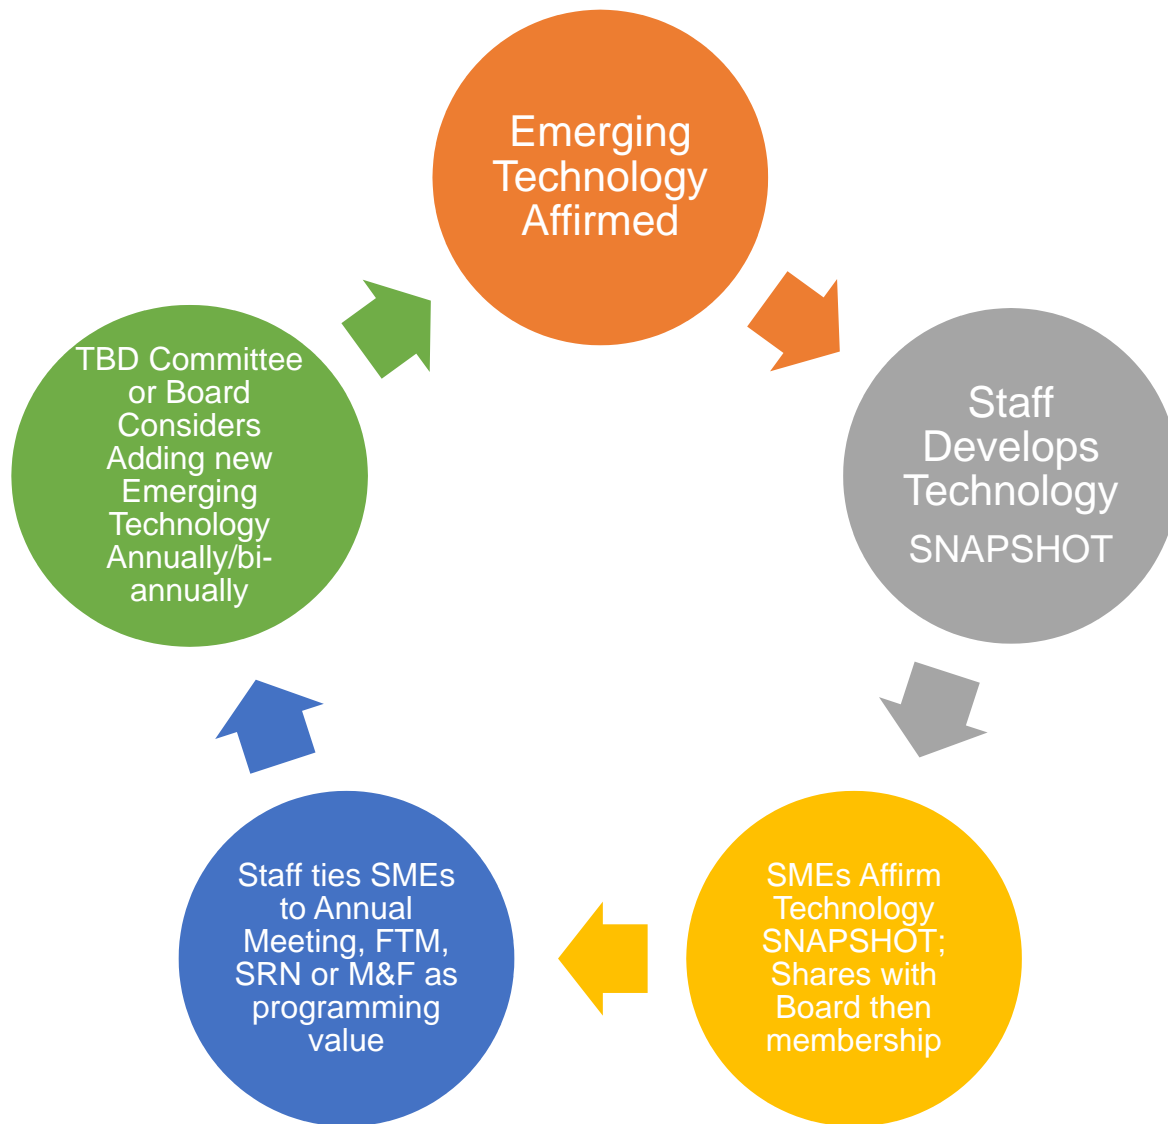 Emerging
Technology
Affirmed
Staff
Develops
Technology
SNAPSHOT
SMEs Affirm
Technology
SNAPSHOT;
Shares with
Board then
membership
Staff ties SMEs
to Annual
Meeting, FTM,
SRN or M&F as
programming
value
TBD Committee
or Board
Considers
Adding new
Emerging
Technology
Annually/bi-
annually